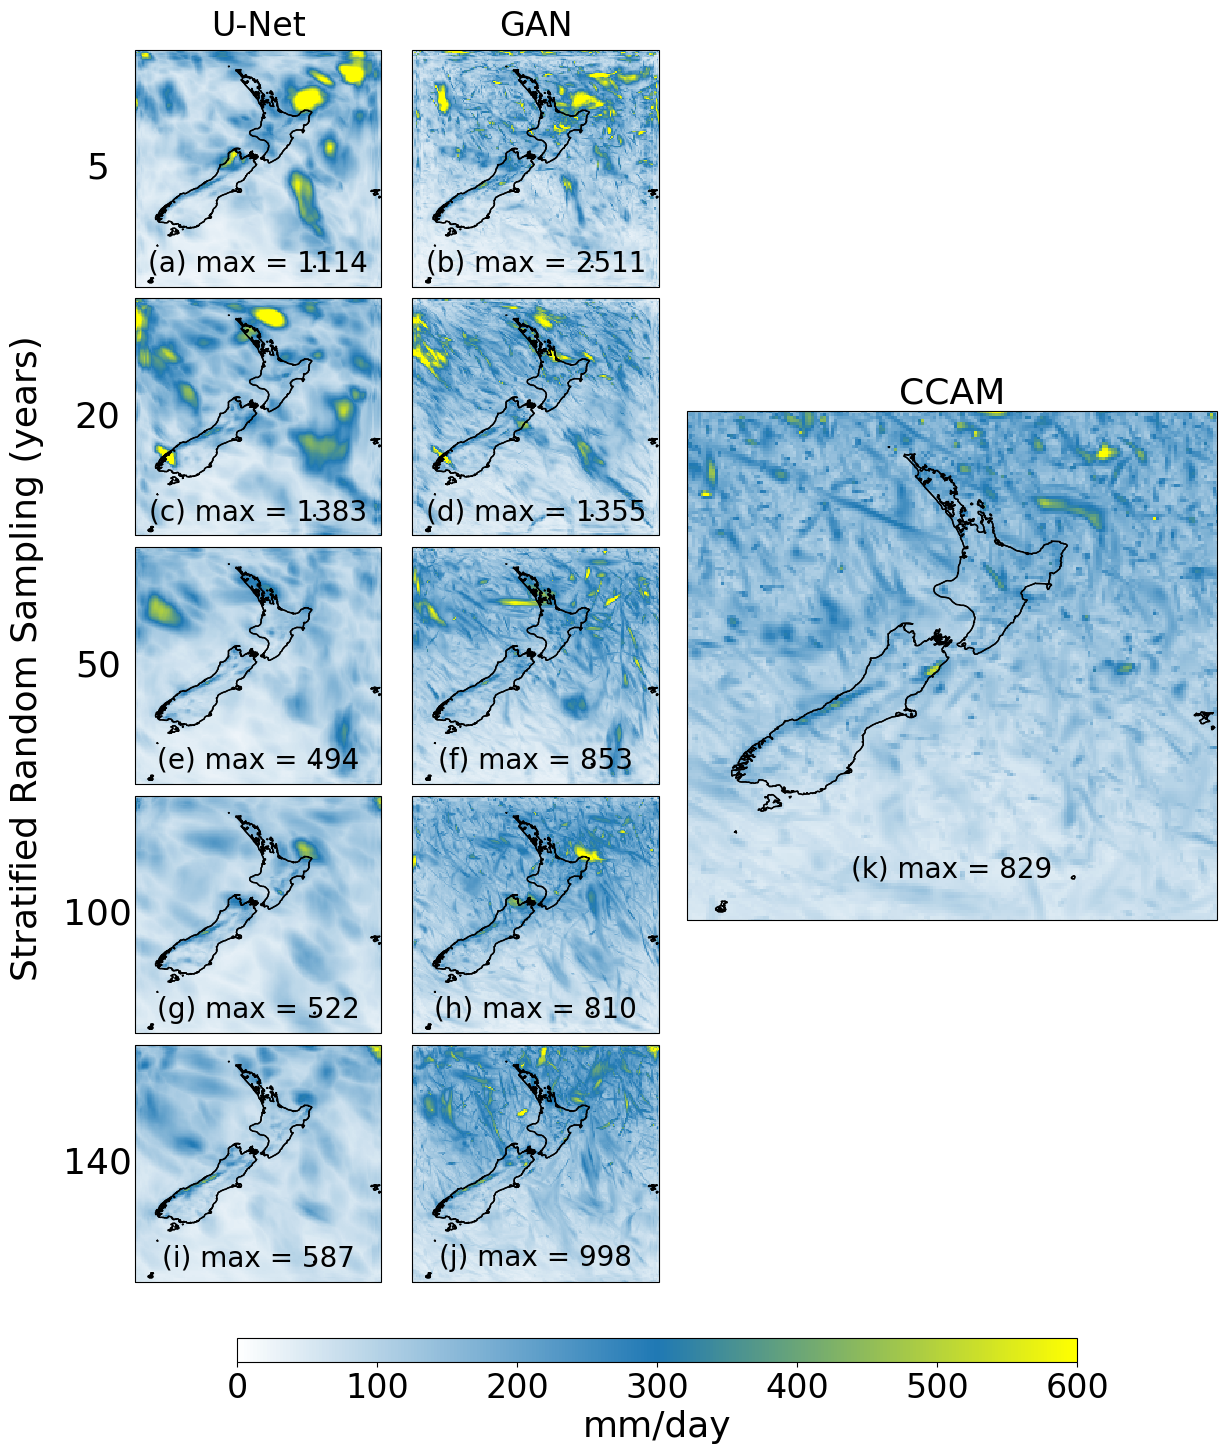 U-Net
GAN
Stratified Random Sampling (years)
5
(a) max = 1114
(b) max = 2511
20
(c) max = 1383
(d) max = 1355
50
(e) max = 494
(f) max = 853
100
(g) max = 522
(h) max = 810
140
(i) max = 587
(j) max = 998
CCAM
(k) max = 829
0 100 200 300 400 500 600
mm/day